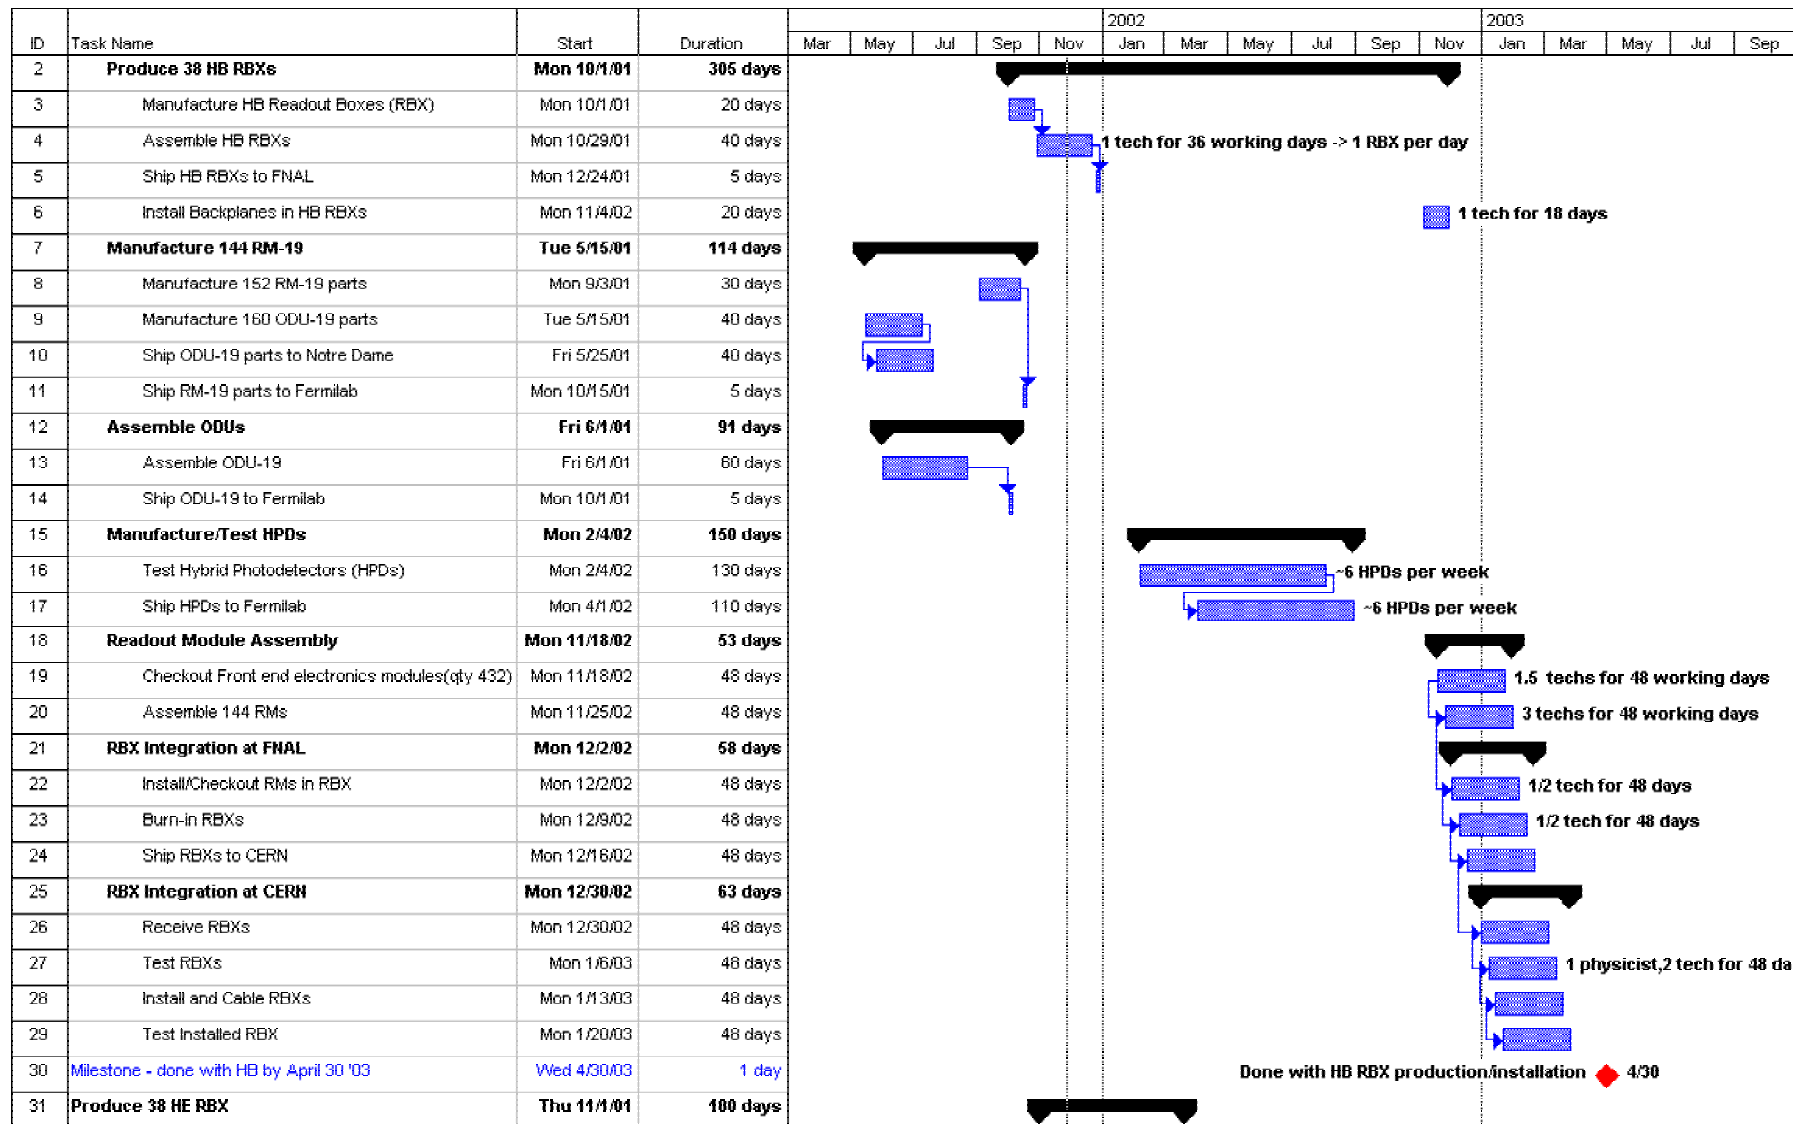 2002 2003
ID Task Name Start Duration Mar May Jul Sep Nov Jan Mar May Jul Sep Nov Jan Mar May Jul Sep
2 Produce 38 HB RBXs Mon 10/1/01 305 days
3 Manufacture HB Readout Boxes (RBX) Mon 10/1/01 20 days
4 Assemble HB RBXs Mon 10/29/01 40 days 1 tech for 36 working days -> 1 RBX per day
5 Ship HB RBXs to FNAL Mon 12/24/01 5 days
6 Install Backplanes in HB RBXs Mon 11/4/02 20 days 1 tech for 18 days
7 Manufacture 144 RM-19 Tue 5/15/01 114 days
8 Manufacture 152 RM-19 parts Mon 9/3/01 30 days
9 Manufacture 160 ODU-19 parts Tue 5/15/01 40 days
10 Ship ODU-19 parts to Notre Dame Fri 5/25/01 40 days
11 Ship RM-19 parts to Fermilab Mon 10/15/01 5 days
12 Assemble ODUs Fri 6/1/01 91 days
13 Assemble ODU-19 Fri 6/1/01 60 days
14 Ship ODU-19 to Fermilab Mon 10/1/01 5 days
15 Manufacture/Test HPDs Mon 2/4/02 150 days
16 Test Hybrid Photodetectors (HPDs) Mon 2/4/02 130 days ~6 HPDs per week
17 Ship HPDs to Fermilab Mon 4/1/02 110 days ~6 HPDs per week
18 Readout Module Assembly Mon 11/18/02 53 days
19 Checkout Front end electronics modules(qty 432) Mon 11/18/02 48 days 1.5 techs for 48 working days
20 Assemble 144 RMs Mon 11/25/02 48 days 3 techs for 48 working days
21 RBX Integration at FNAL Mon 12/2/02 58 days
22 Install/Checkout RMs in RBX Mon 12/2/02 48 days 1/2 tech for 48 days
23 Burn-in RBXs Mon 12/9/02 48 days 1/2 tech for 48 days
24 Ship RBXs to CERN Mon 12/16/02 48 days
25 RBX Integration at CERN Mon 12/30/02 63 days
26 Receive RBXs Mon 12/30/02 48 days
27 Test RBXs Mon 1/6/03 48 days 1 physicist,2 tech for 48 da
28 Install and Cable RBXs Mon 1/13/03 48 days
29 Test Installed RBX Mon 1/20/03 48 days
30 Milestone - done with HB by April 30 '03 Wed 4/30/03 1 day Done with HB RBX production/installation 4/30
31 Produce 38 HE RBX Thu 11/1/01 100 days